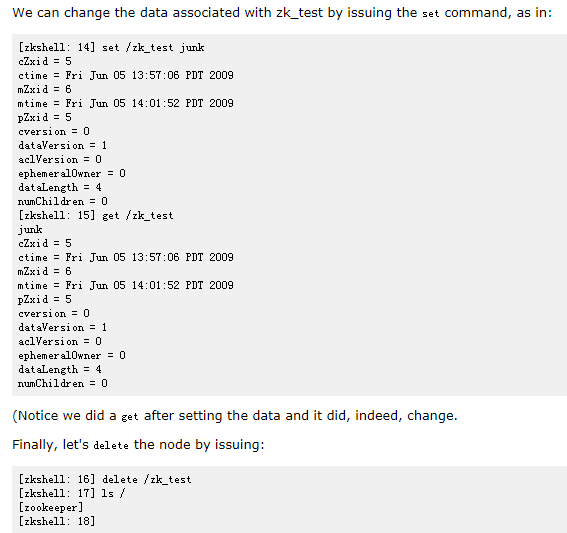 We can change the data associated with zk_test by issuing the set command, as in:
[zkshell: 14] set /zk_test junk
cZxid = 5
ctime = Fri Jun 05 13:57:06 PDT 2009
mZxid = 6
mtime = Fri Jun 05 14:01:52 PDT 2009
pZxid = 5
cversion = 0
dataVersion = 1
aclVersion = 0
ephemeralOwner = 0
dataLength = 4
numChildren = 0
[zkshell: 15] get /zk_test
junk
cZxid = 5
ctime = Fri Jun 05 13:57:06 PDT 2009
mZxid = 6
mtime = Fri Jun 05 14:01:52 PDT 2009
pZxid = 5
cversion = 0
dataVersion = 1
aclVersion = 0
ephemeralOwner = 0
dataLength = 4
numChildren = 0
(Notice we did a get after setting the data and it did, indeed, change.
Finally, let's delete the node by issuing:
[zkshell: 16] delete /zk_test
[zkshell: 17] ls /
[zookeeper]
[zkshell: 18]